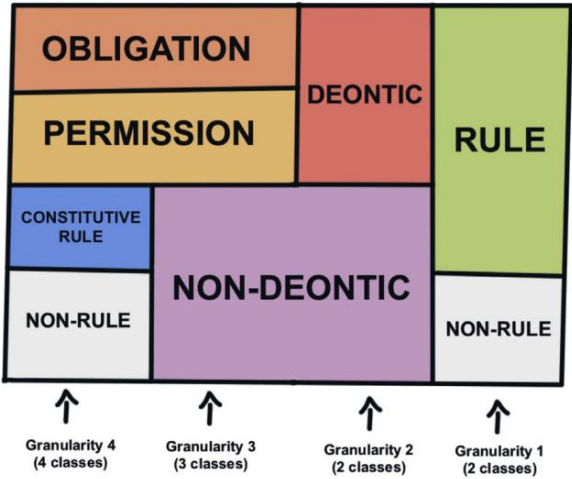 OBLIGATION
DEONTIC
RULE
PERMISSION
CONSTITUTIVE
RULE
NON-DEONTIC
NON-RULE
NON-RULE
Granularity 4
(4 classes)
Granularity 3
(3 classes)
Granularity 2
(2 classes)
Granularity 1
(2 classes)